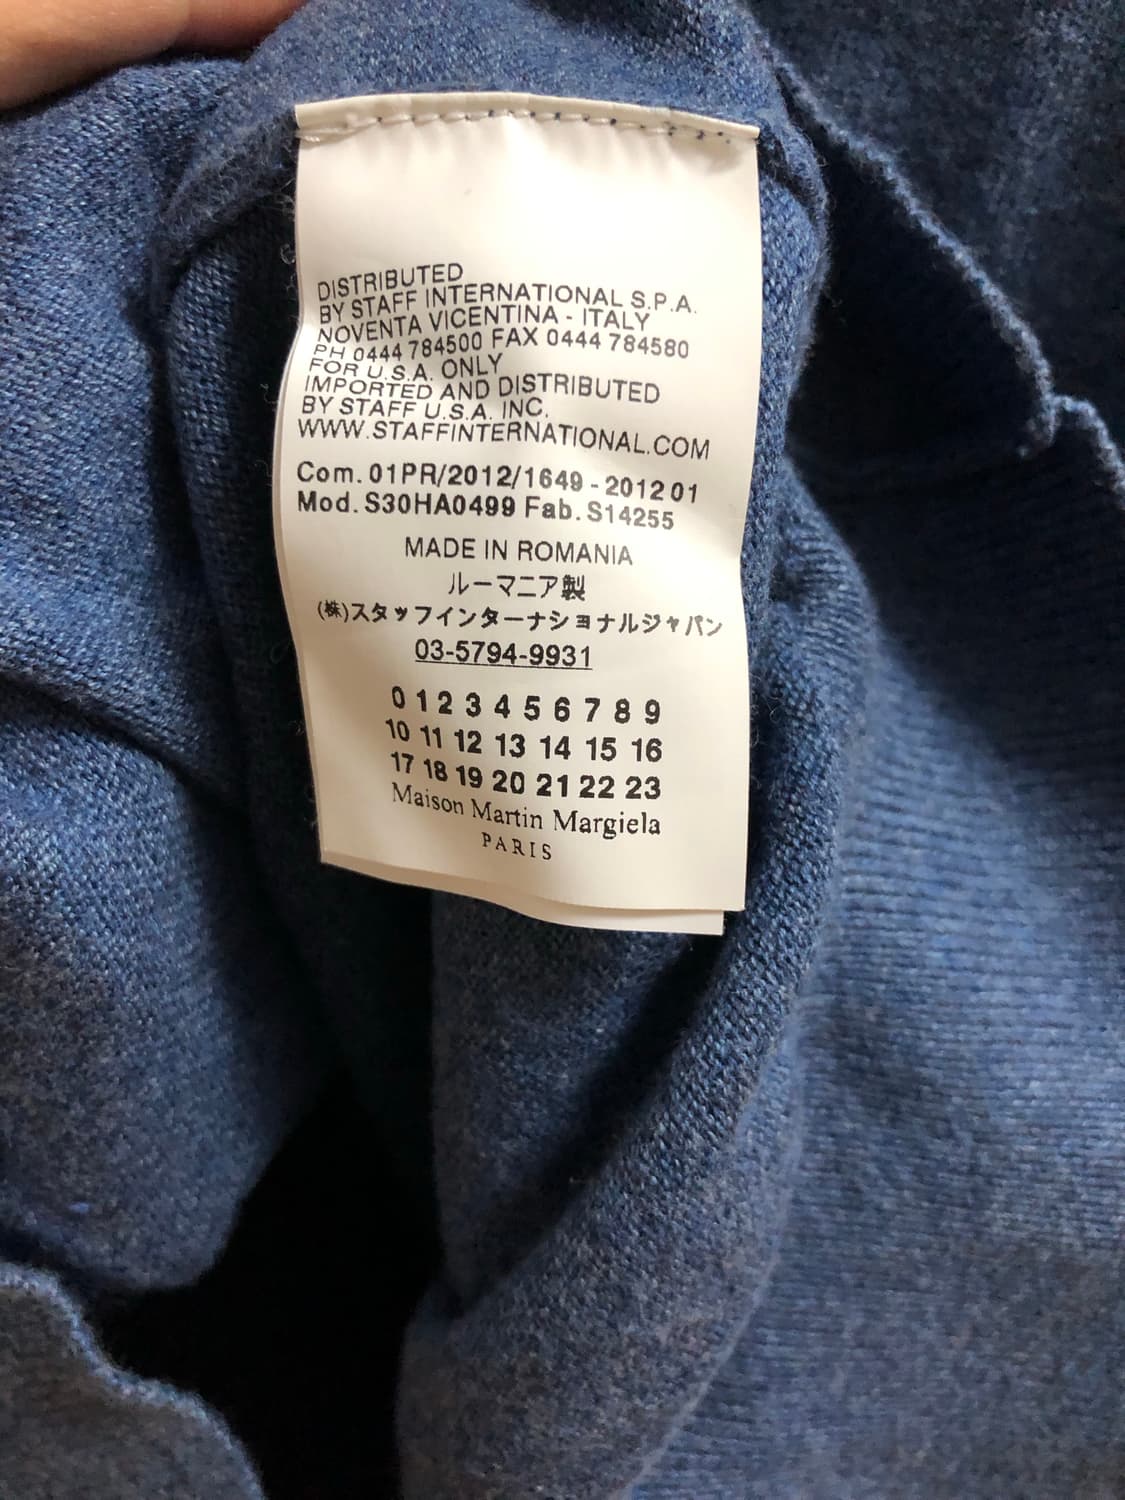 DISTRIBUTED
BY STAFF INTERNATIONAL S.P.A.
NOVENTA VICENTINA - ITALY
PH 0444 784500 FAX 0444 784580
FOR U.S.A. ONLY
IMPORTED AND DISTRIBUTED
BY STAFF U.S.A. INC.
WWW.STAFFINTERNATIONAL.COM
Com. 01PR/2012/1649 - 2012 01
Mod. S30HA0499 Fab. S14255
MADE IN ROMANIA
ルーマニア製
(株)スタッフインターナショナルジャパン
03-5794-9931
0 1 2 3 4 5 6 7 8 9
10 11 12 13 14 15 16
17 18 19 20 21 22 23
Maison Martin Margiela
PARIS